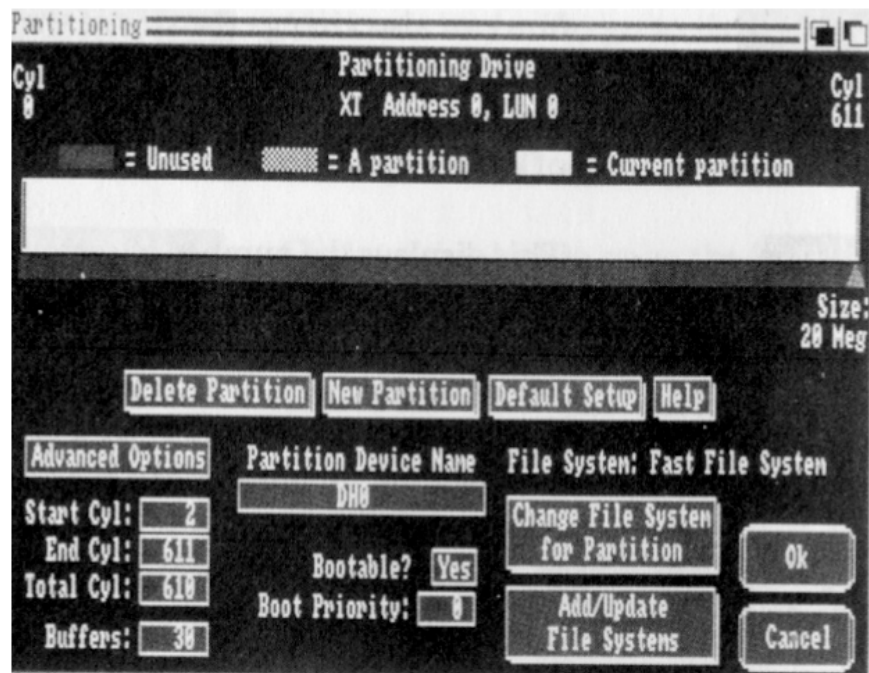 Partitioning
Cyl
0
Partitioning Drive
XT Address 0, LUN 0
Cyl
611
= Unused
= A partition
= Current partition
Size:
20 Meg
Delete Partition
New Partition
Default Setup
Help
Advanced Options
Start Cyl: 2
End Cyl: 611
Total Cyl: 610
Buffers: 30
Partition Device Name
DH0
Bootable? Yes
Boot Priority: 0
File System: Fast File System
Change File System
for Partition
Add/Update
File Systems
Ok
Cancel